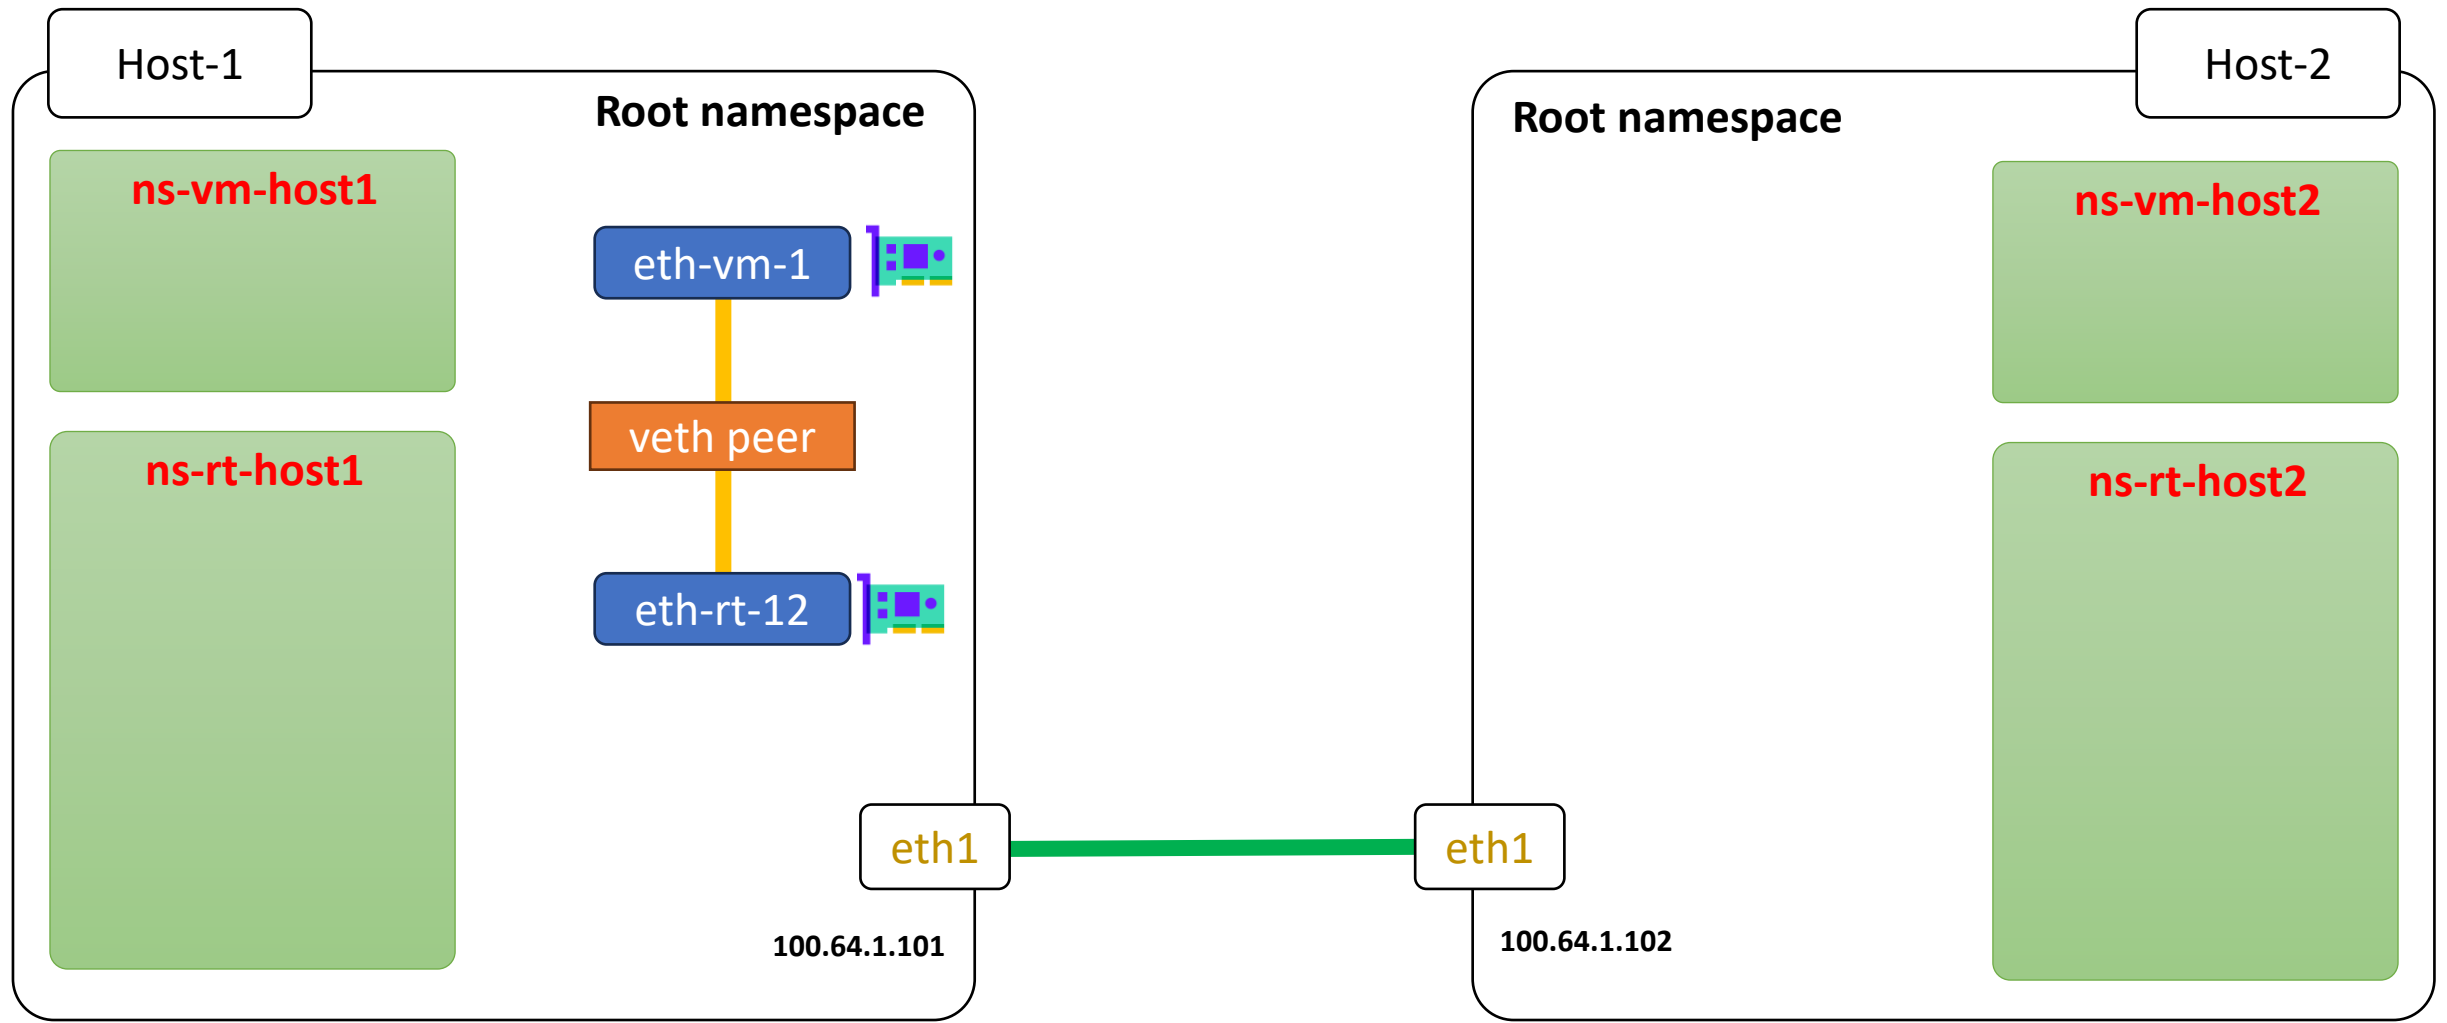 Host-1
Root namespace
ns-vm-host1
eth-vm-1
veth peer
ns-rt-host1
eth-rt-12
eth1
100.64.1.101
Host-2
Root namespace
ns-vm-host2
ns-rt-host2
eth1
100.64.1.102